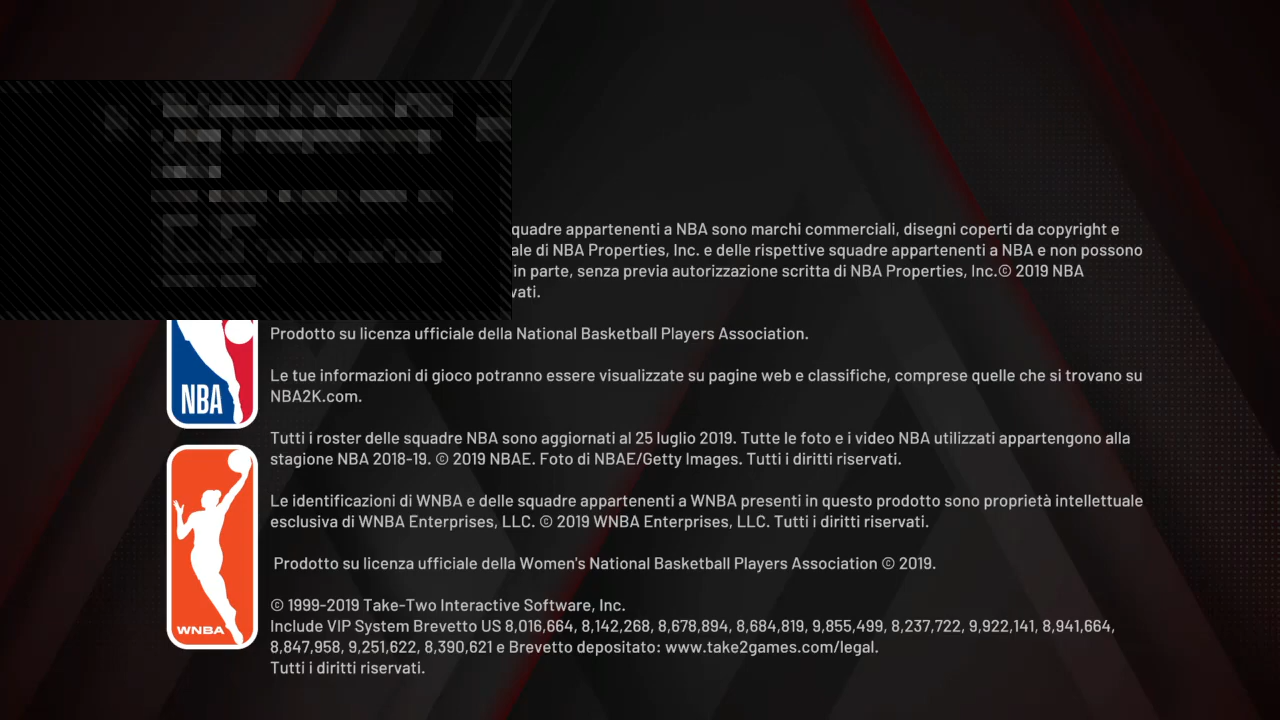 squadre appartenenti a NBA sono marchi commerciali, disegni coperti da copyright e
di NBA Properties, Inc. e delle rispettive squadre appartenenti a NBA e non possono
in parte, senza previa autorizzazione scritta di NBA Properties, Inc.© 2019 NBA
Prodotto su licenza ufficiale della National Basketball Players Association.
Le tue informazioni di gioco potranno essere visualizzate su pagine web e classifiche, comprese quelle che si trovano su
NBA2K.com.
NBA
Tutti i roster delle squadre NBA sono aggiornati al 25 luglio 2019. Tutte le foto e i video NBA utilizzati appartengono alla
stagione NBA 2018-19. © 2019 NBAE. Foto di NBAE/Getty Images. Tutti i diritti riservati.
Le identificazioni di WNBA e delle squadre appartenenti a WNBA presenti in questo prodotto sono proprietà intellettuale
esclusiva di WNBA Enterprises, LLC. © 2019 WNBA Enterprises, LLC. Tutti i diritti riservati.
Prodotto su licenza ufficiale della Women's National Basketball Players Association © 2019.
© 1999-2019 Take-Two Interactive Software, Inc.
Include VIP System Brevetto US 8,016,664, 8,142,268, 8,678,894, 8,684,819, 9,855,499, 8,237,722, 9,922,141, 8,941,664,
WNBA
8,847,958, 9,251,622, 8,390,621 e Brevetto depositato: www.take2games.com/legal.
Tutti i diritti riservati.